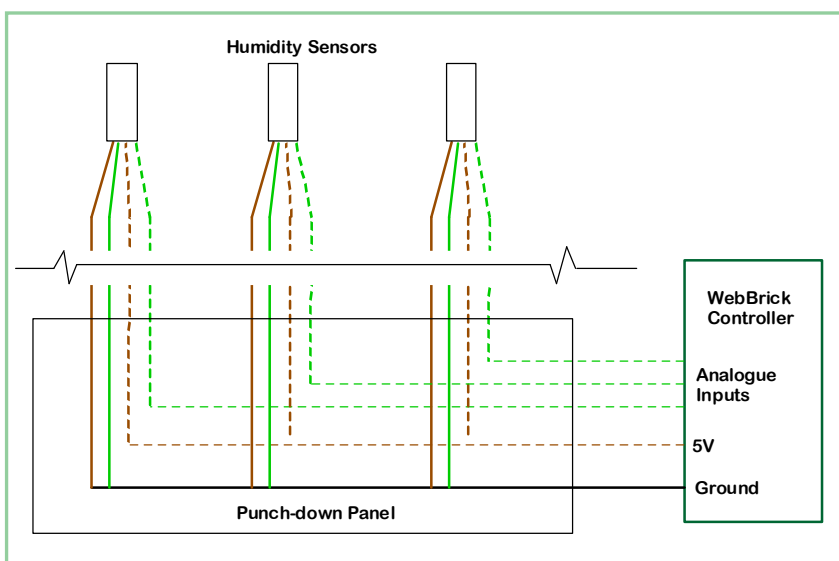 Humidity Sensors
WebBrick
Controller
Analogue
Inputs
5V
Ground
Punch-down Panel